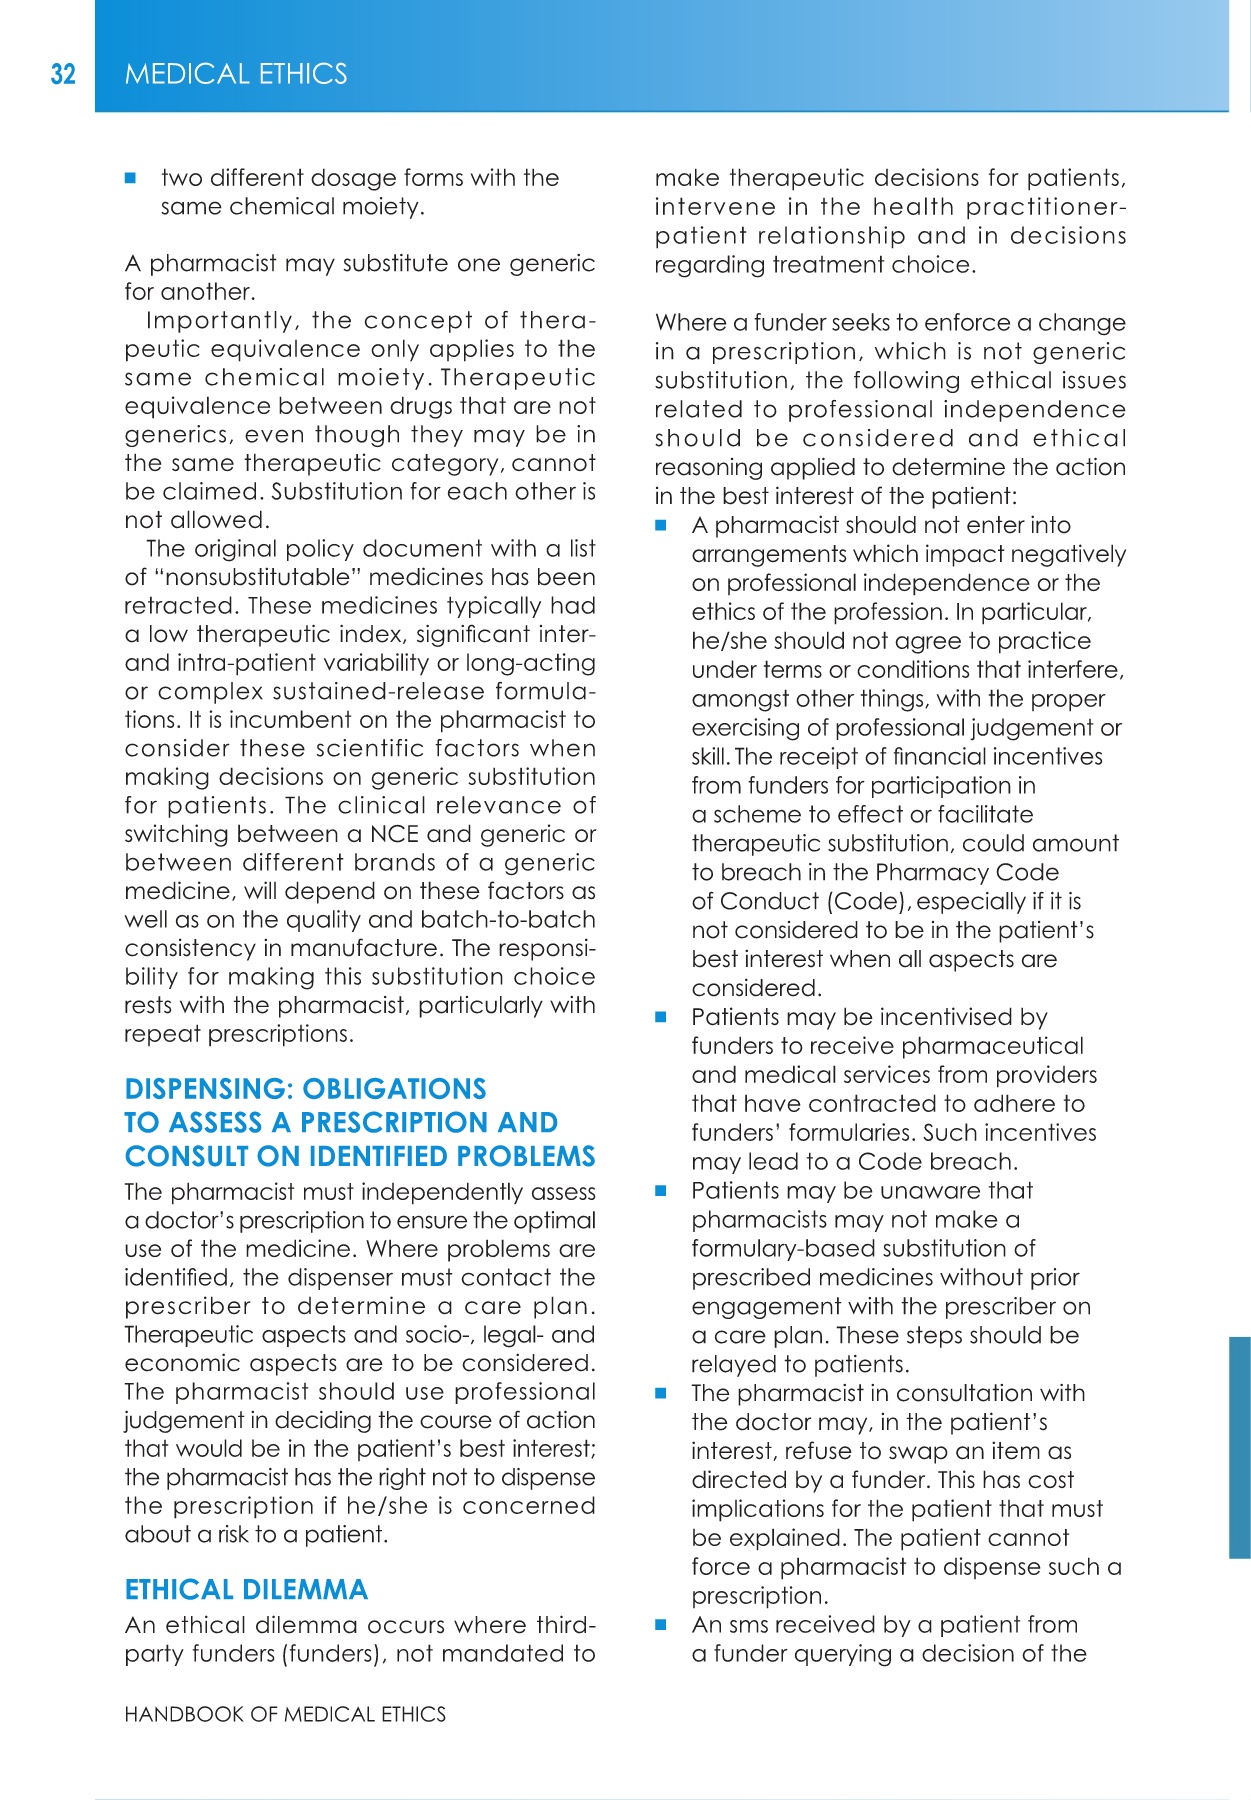 32
MEDICAL ETHICS
■ two different dosage forms with the
same chemical moiety.
A pharmacist may substitute one generic
for another.
Importantly, the concept of thera-
peutic equivalence only applies to the
same chemical moiety. Therapeutic
equivalence between drugs that are not
generics, even though they may be in
the same therapeutic category, cannot
be claimed. Substitution for each other is
not allowed.
The original policy document with a list
of “nonsubstitutable” medicines has been
retracted. These medicines typically had
a low therapeutic index, significant inter-
and intra-patient variability or long-acting
or complex sustained-release formula-
tions. It is incumbent on the pharmacist to
consider these scientific factors when
making decisions on generic substitution
for patients. The clinical relevance of
switching between a NCE and generic or
between different brands of a generic
medicine, will depend on these factors as
well as on the quality and batch-to-batch
consistency in manufacture. The responsi-
bility for making this substitution choice
rests with the pharmacist, particularly with
repeat prescriptions.
DISPENSING: OBLIGATIONS
TO ASSESS A PRESCRIPTION AND
CONSULT ON IDENTIFIED PROBLEMS
The pharmacist must independently assess
a doctor’s prescription to ensure the optimal
use of the medicine. Where problems are
identified, the dispenser must contact the
prescriber to determine a care plan.
Therapeutic aspects and socio-, legal- and
economic aspects are to be considered.
The pharmacist should use professional
judgement in deciding the course of action
that would be in the patient’s best interest;
the pharmacist has the right not to dispense
the prescription if he/she is concerned
about a risk to a patient.
ETHICAL DILEMMA
An ethical dilemma occurs where third-
party funders (funders), not mandated to
make therapeutic decisions for patients,
intervene in the health practitioner-
patient relationship and in decisions
regarding treatment choice.
Where a funder seeks to enforce a change
in a prescription, which is not generic
substitution, the following ethical issues
related to professional independence
should be considered and ethical
reasoning applied to determine the action
in the best interest of the patient:
■ A pharmacist should not enter into
arrangements which impact negatively
on professional independence or the
ethics of the profession. In particular,
he/she should not agree to practice
under terms or conditions that interfere,
amongst other things, with the proper
exercising of professional judgement or
skill. The receipt of financial incentives
from funders for participation in
a scheme to effect or facilitate
therapeutic substitution, could amount
to breach in the Pharmacy Code
of Conduct (Code), especially if it is
not considered to be in the patient’s
best interest when all aspects are
considered.
■ Patients may be incentivised by
funders to receive pharmaceutical
and medical services from providers
that have contracted to adhere to
funders’ formularies. Such incentives
may lead to a Code breach.
■ Patients may be unaware that
pharmacists may not make a
formulary-based substitution of
prescribed medicines without prior
engagement with the prescriber on
a care plan. These steps should be
relayed to patients.
■ The pharmacist in consultation with
the doctor may, in the patient’s
interest, refuse to swap an item as
directed by a funder. This has cost
implications for the patient that must
be explained. The patient cannot
force a pharmacist to dispense such a
prescription.
■ An sms received by a patient from
a funder querying a decision of the
HANDBOOK OF MEDICAL ETHICS